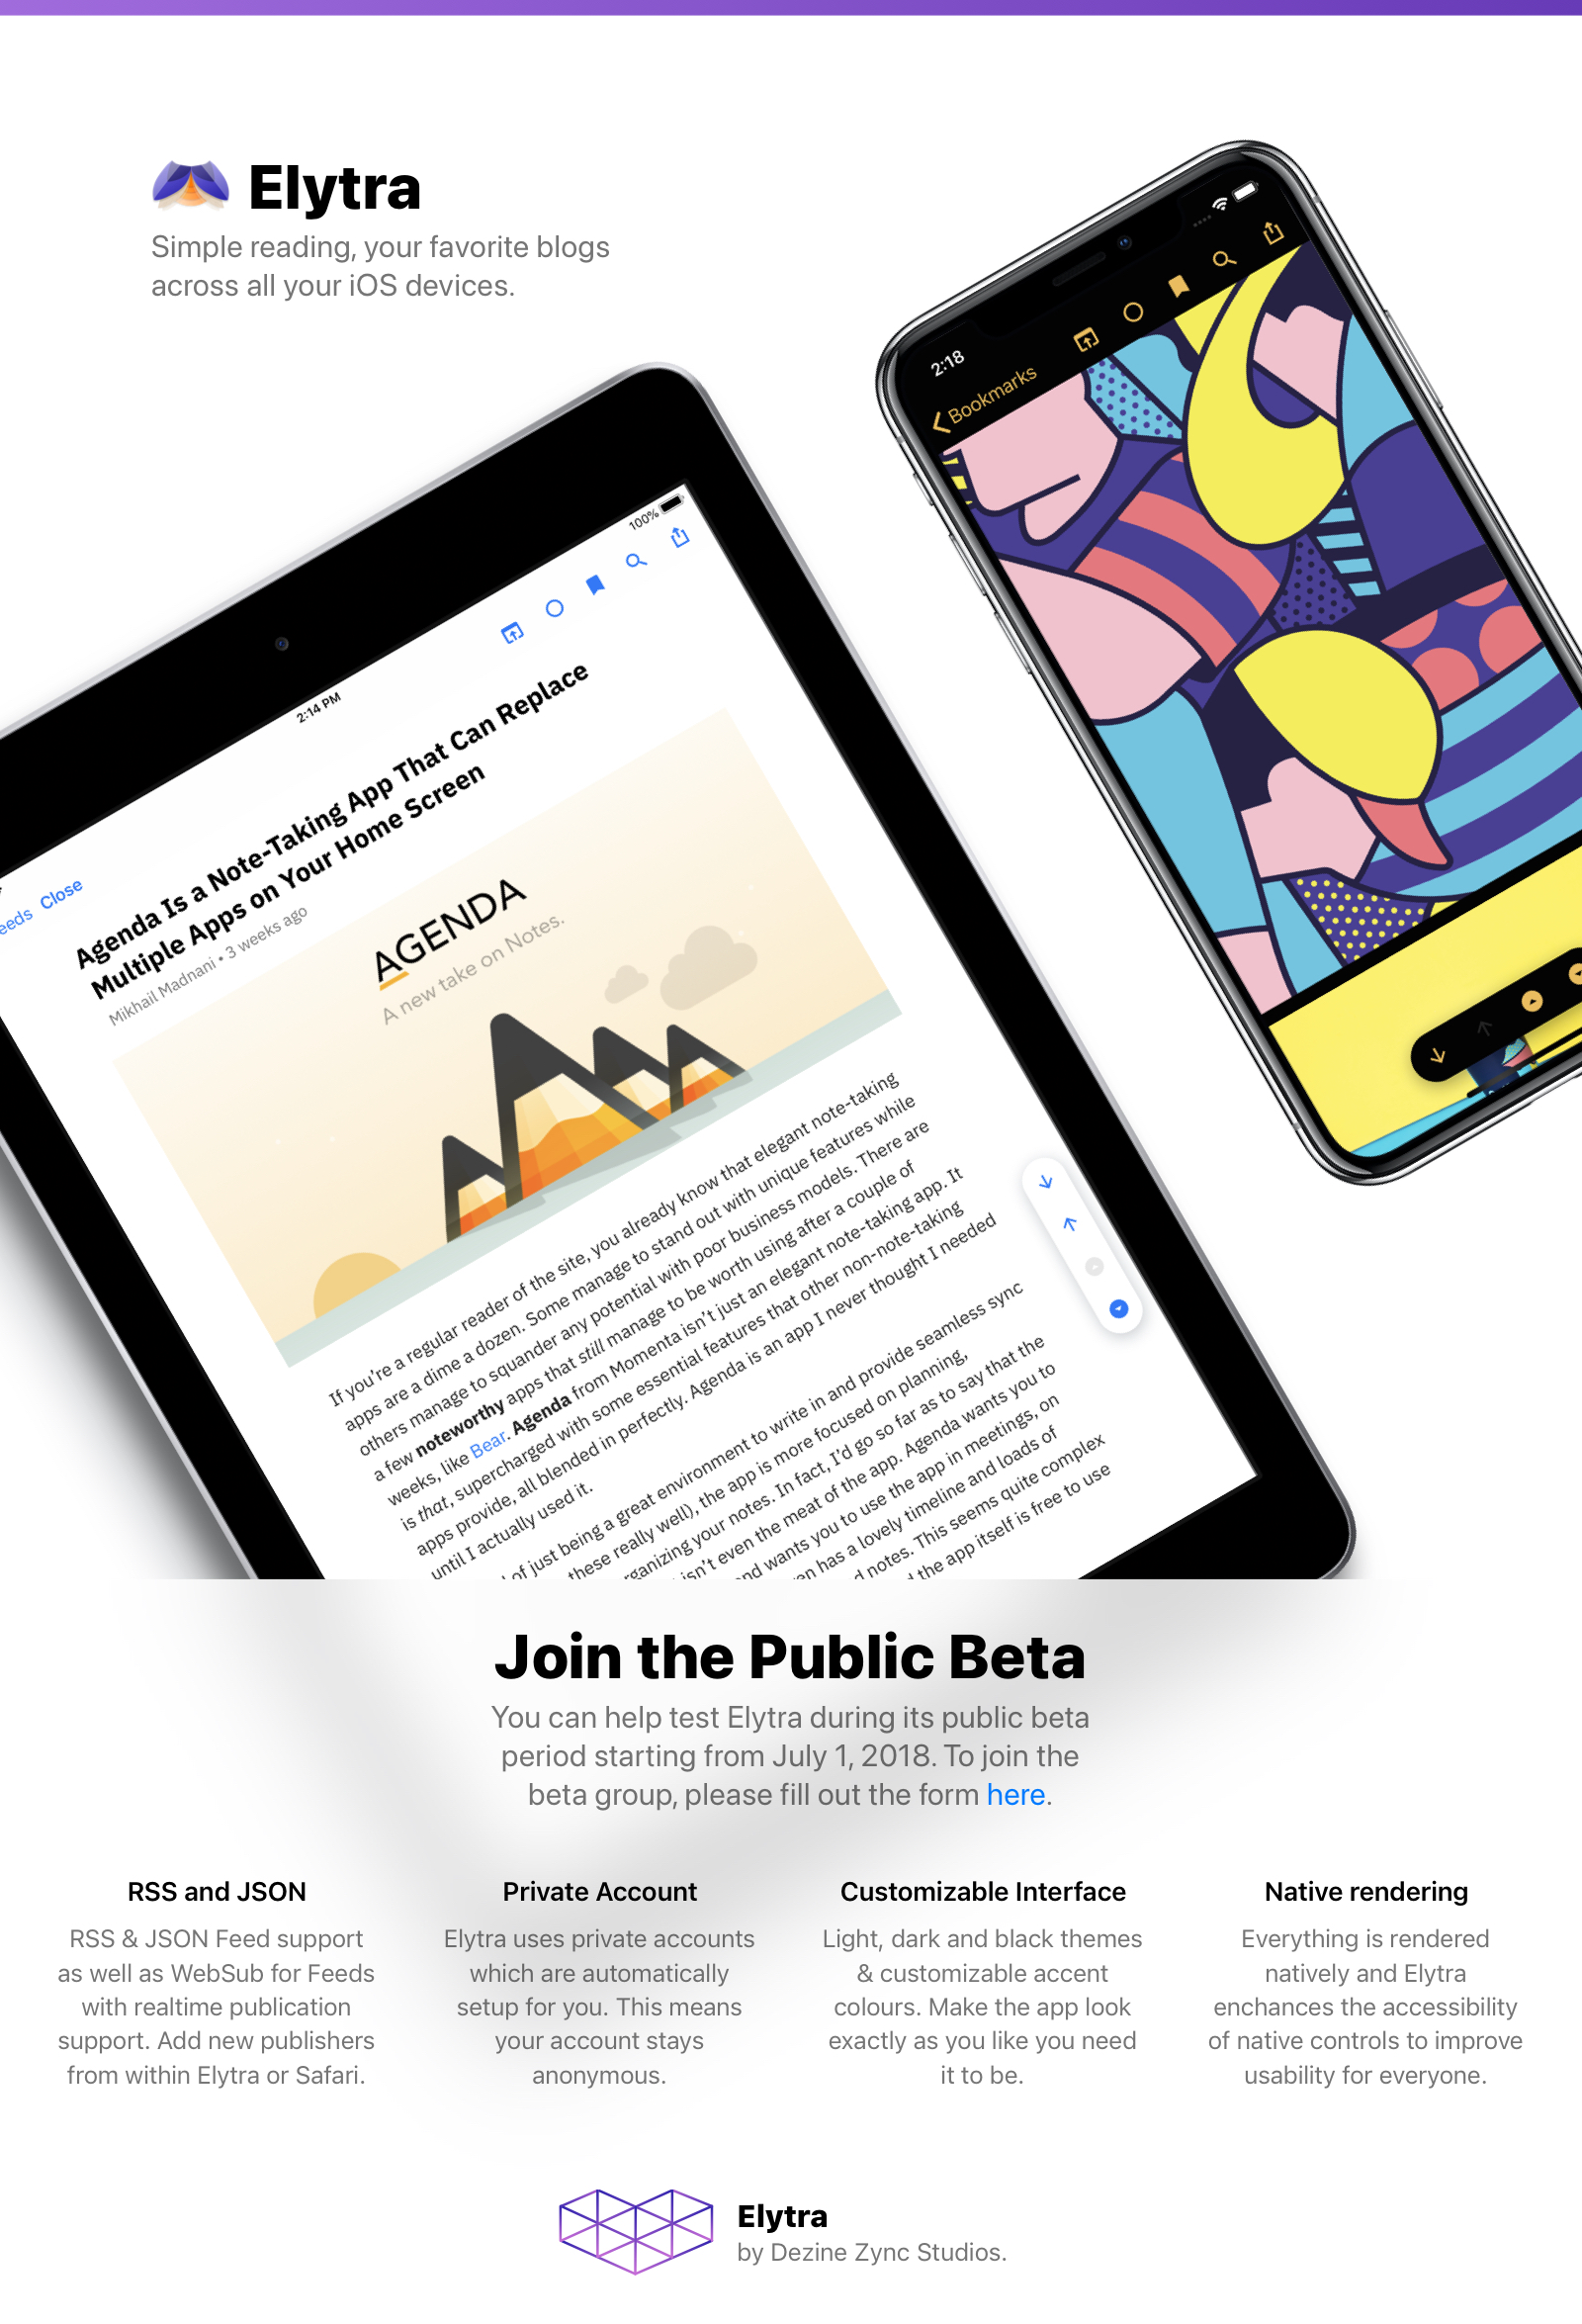 Elytra
Simple reading, your favorite blogs
across all your iOS devices.
2:18
Bookmarks
100%
2:14 PM
Close
Agenda Is a Note-Taking App That Can Replace
Multiple Apps on Your Home Screen
Mikhail Madnani • 3 weeks ago
AGENDA
A new take on Notes.
If you’re a regular reader of the site, you already know that elegant note-taking
apps are a dime a dozen. Some manage to stand out with unique features while
others manage to squander any potential with poor business models. There are
a few noteworthy apps that still manage to be worth using after a couple of
weeks, like Bear. Agenda from Momenta isn’t just an elegant note-taking app. It
is that, supercharged with some essential features that other non-note-taking
apps provide, all blended in perfectly. Agenda is an app I never thought I needed
until I actually used it.
of just being a great environment to write in and provide seamless sync
these really well), the app is more focused on planning,
rganizing your notes. In fact, I’d go so far as to say that the
isn’t even the meat of the app. Agenda wants you to
nd wants you to use the app in meetings, on
en has a lovely timeline and loads of
d notes. This seems quite complex
the app itself is free to use
Join the Public Beta
You can help test Elytra during its public beta
period starting from July 1, 2018. To join the
beta group, please fill out the form here.
RSS and JSON
RSS & JSON Feed support
as well as WebSub for Feeds
with realtime publication
support. Add new publishers
from within Elytra or Safari.
Private Account
Elytra uses private accounts
which are automatically
setup for you. This means
your account stays
anonymous.
Customizable Interface
Light, dark and black themes
& customizable accent
colours. Make the app look
exactly as you like you need
it to be.
Native rendering
Everything is rendered
natively and Elytra
enchances the accessibility
of native controls to improve
usability for everyone.
Elytra
by Dezine Zync Studios.